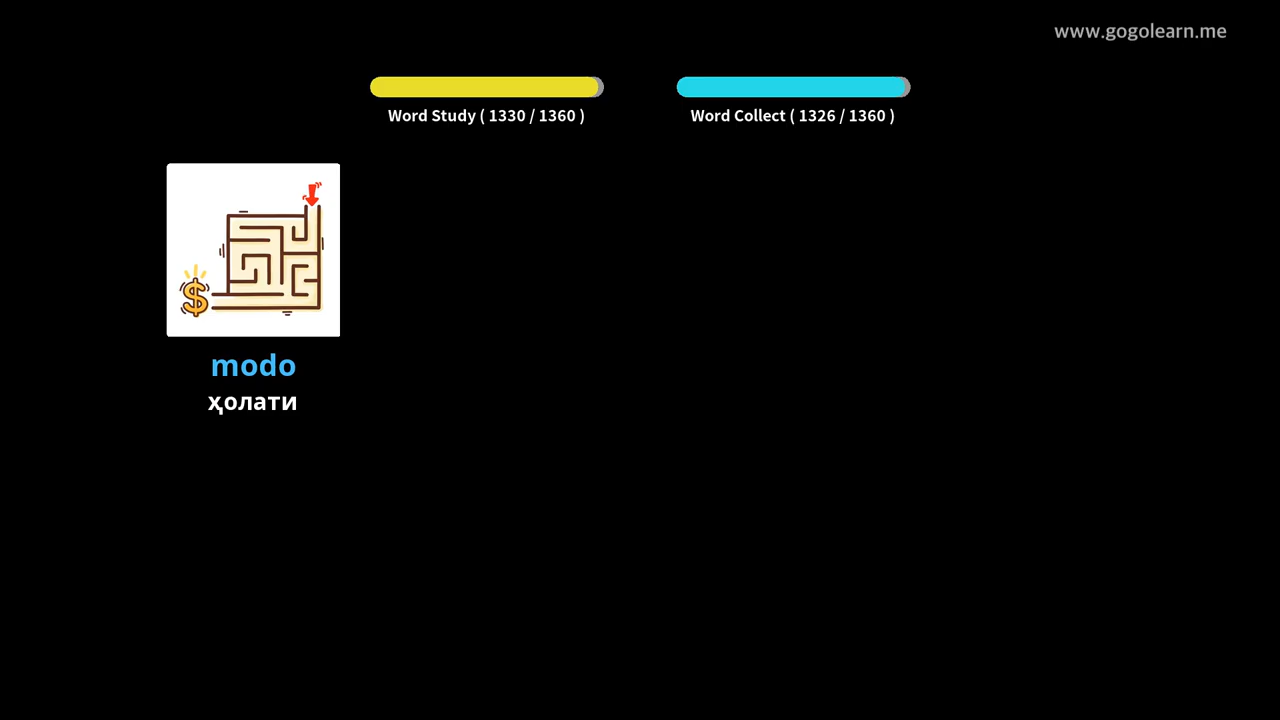 www.gogolearn.me
Word Study ( 1330 / 1360 )
Word Collect ( 1326 / 1360 )
$
modo
ҳолати